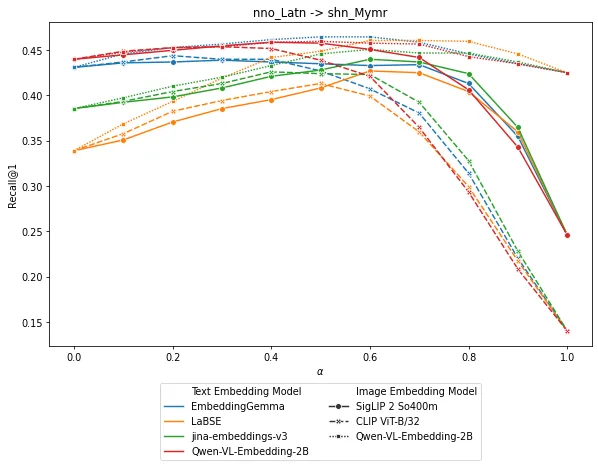 nno_Latn -> shn_Mymr
Recall@1
0.45
0.40
0.35
0.30
0.25
0.20
0.15
0.0
0.2
0.4
0.6
0.8
1.0
α
Text Embedding Model
EmbeddingGemma
LaBSE
jina-embeddings-v3
Qwen-VL-Embedding-2B
Image Embedding Model
SigLIP 2 So400m
CLIP ViT-B/32
Qwen-VL-Embedding-2B